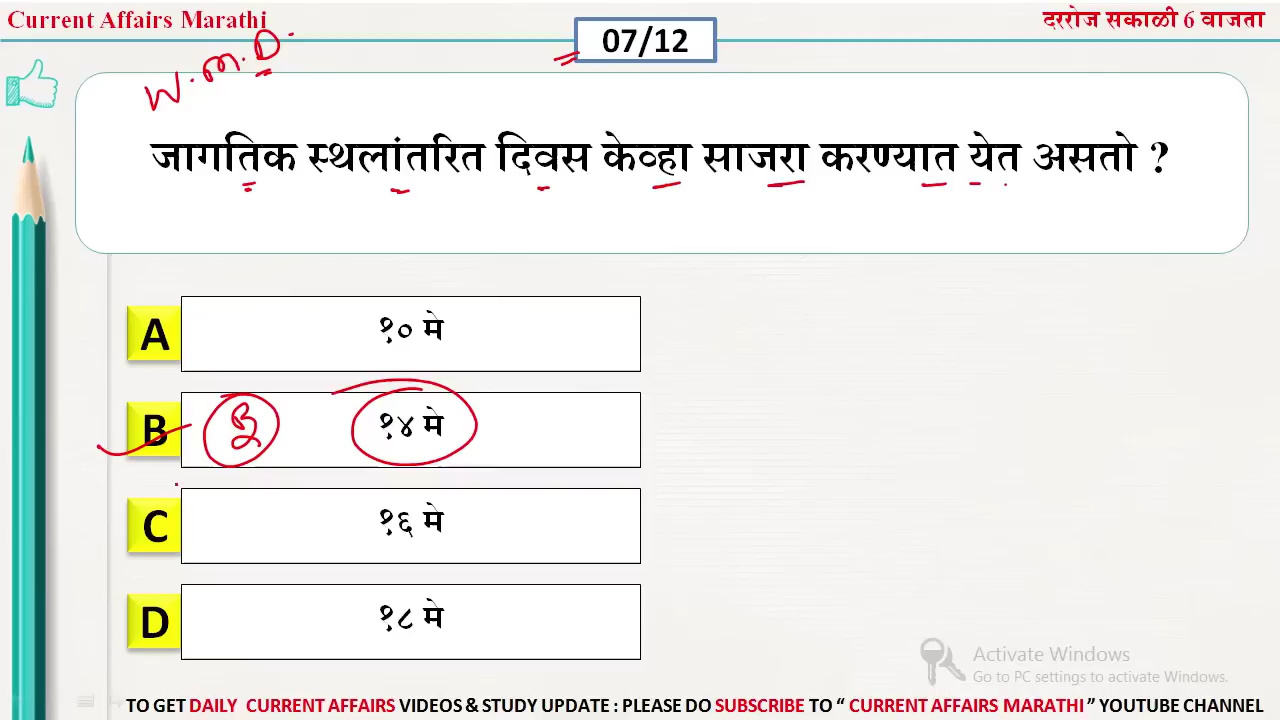 Current Affairs Marathi
दररोज सकाळी 6 वाजता
07/12
W.M.D.
जागतिक स्थलांतरित दिवस केव्हा साजरा करण्यात येत असतो ?
A
१० मे
B
१४ मे
C
१६ मे
D
१८ मे
Activate Windows
Go to PC settings to activate Windows.
TO GET DAILY CURRENT AFFAIRS VIDEOS & STUDY UPDATE : PLEASE DO SUBSCRIBE TO “ CURRENT AFFAIRS MARATHI ” YOUTUBE CHANNEL